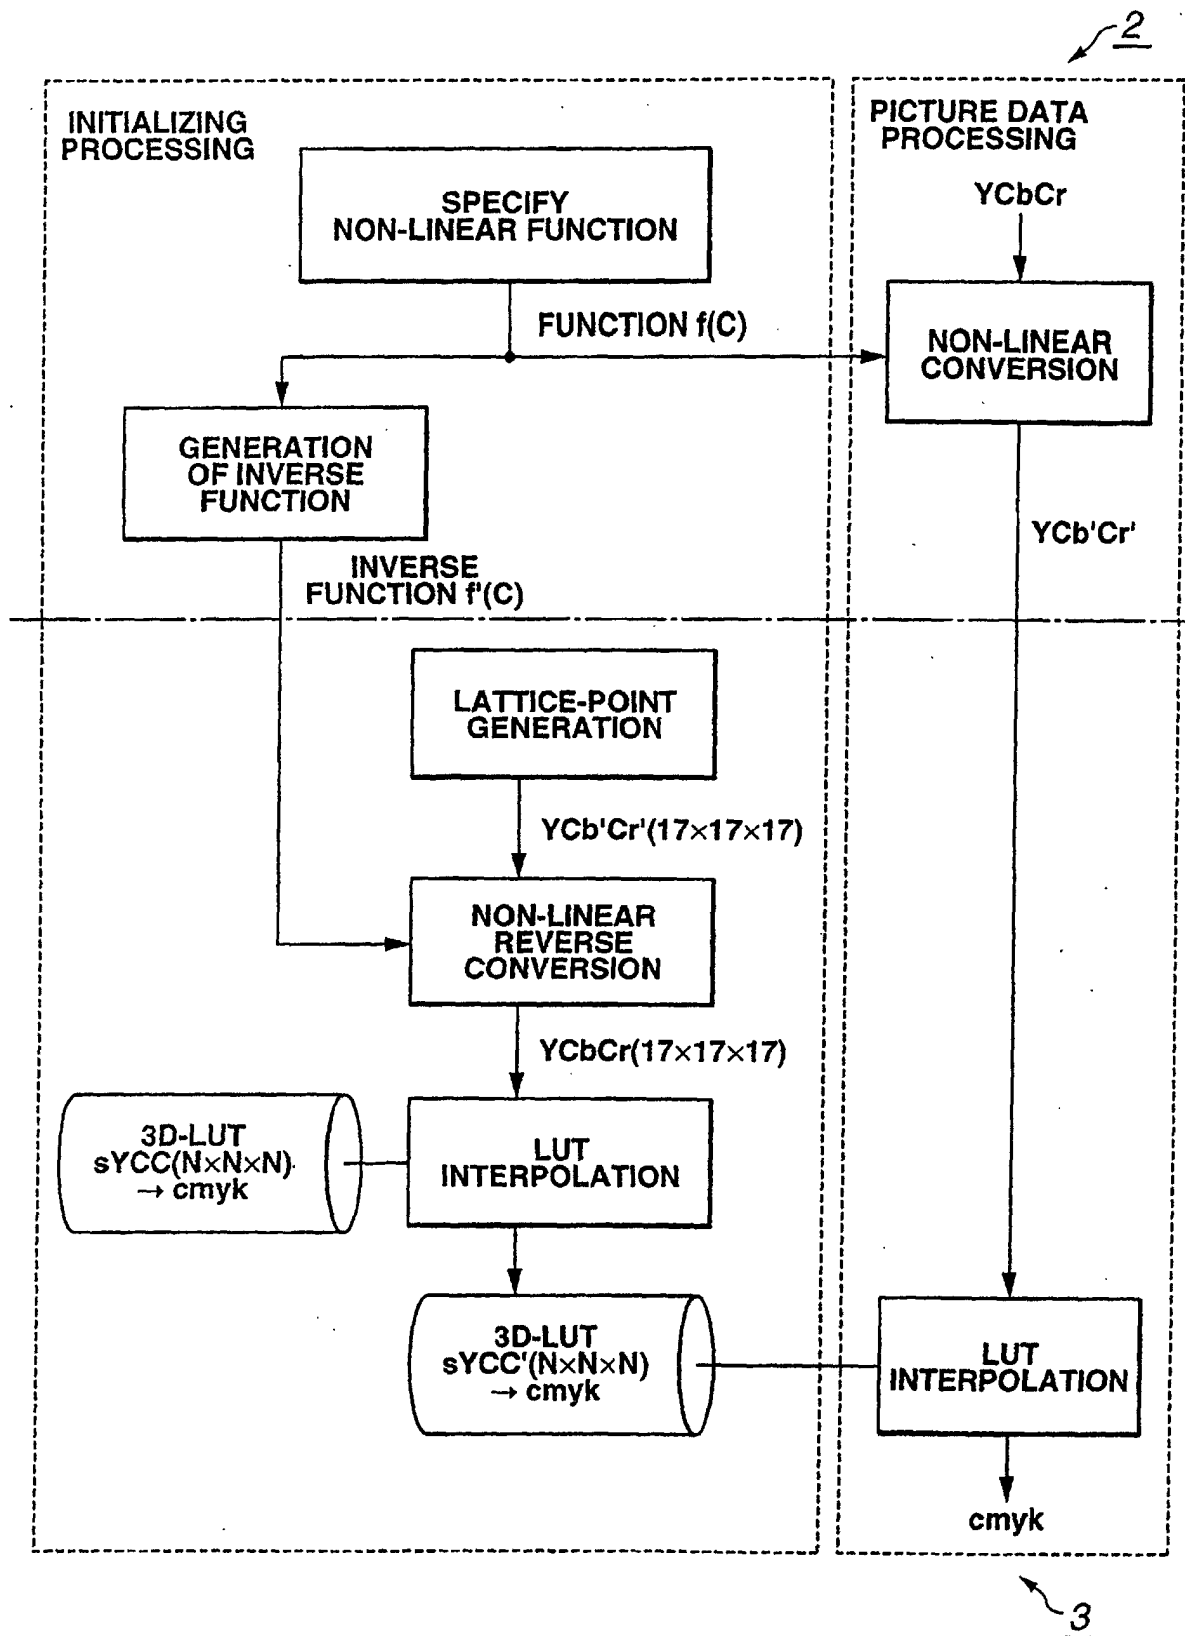 2
INITIALIZING
PROCESSING
PICTURE DATA
PROCESSING
SPECIFY
NON-LINEAR FUNCTION
YCbCr
FUNCTION f(C)
NON-LINEAR
CONVERSION
GENERATION
OF INVERSE
FUNCTION
YCb'Cr'
INVERSE
FUNCTION f'(C)
LATTICE-POINT
GENERATION
YCb'Cr'(17×17×17)
NON-LINEAR
REVERSE
CONVERSION
YCbCr(17×17×17)
3D-LUT
sYCC(N×N×N)
→ cmyk
LUT
INTERPOLATION
3D-LUT
sYCC'(N×N×N)
→ cmyk
LUT
INTERPOLATION
cmyk
3